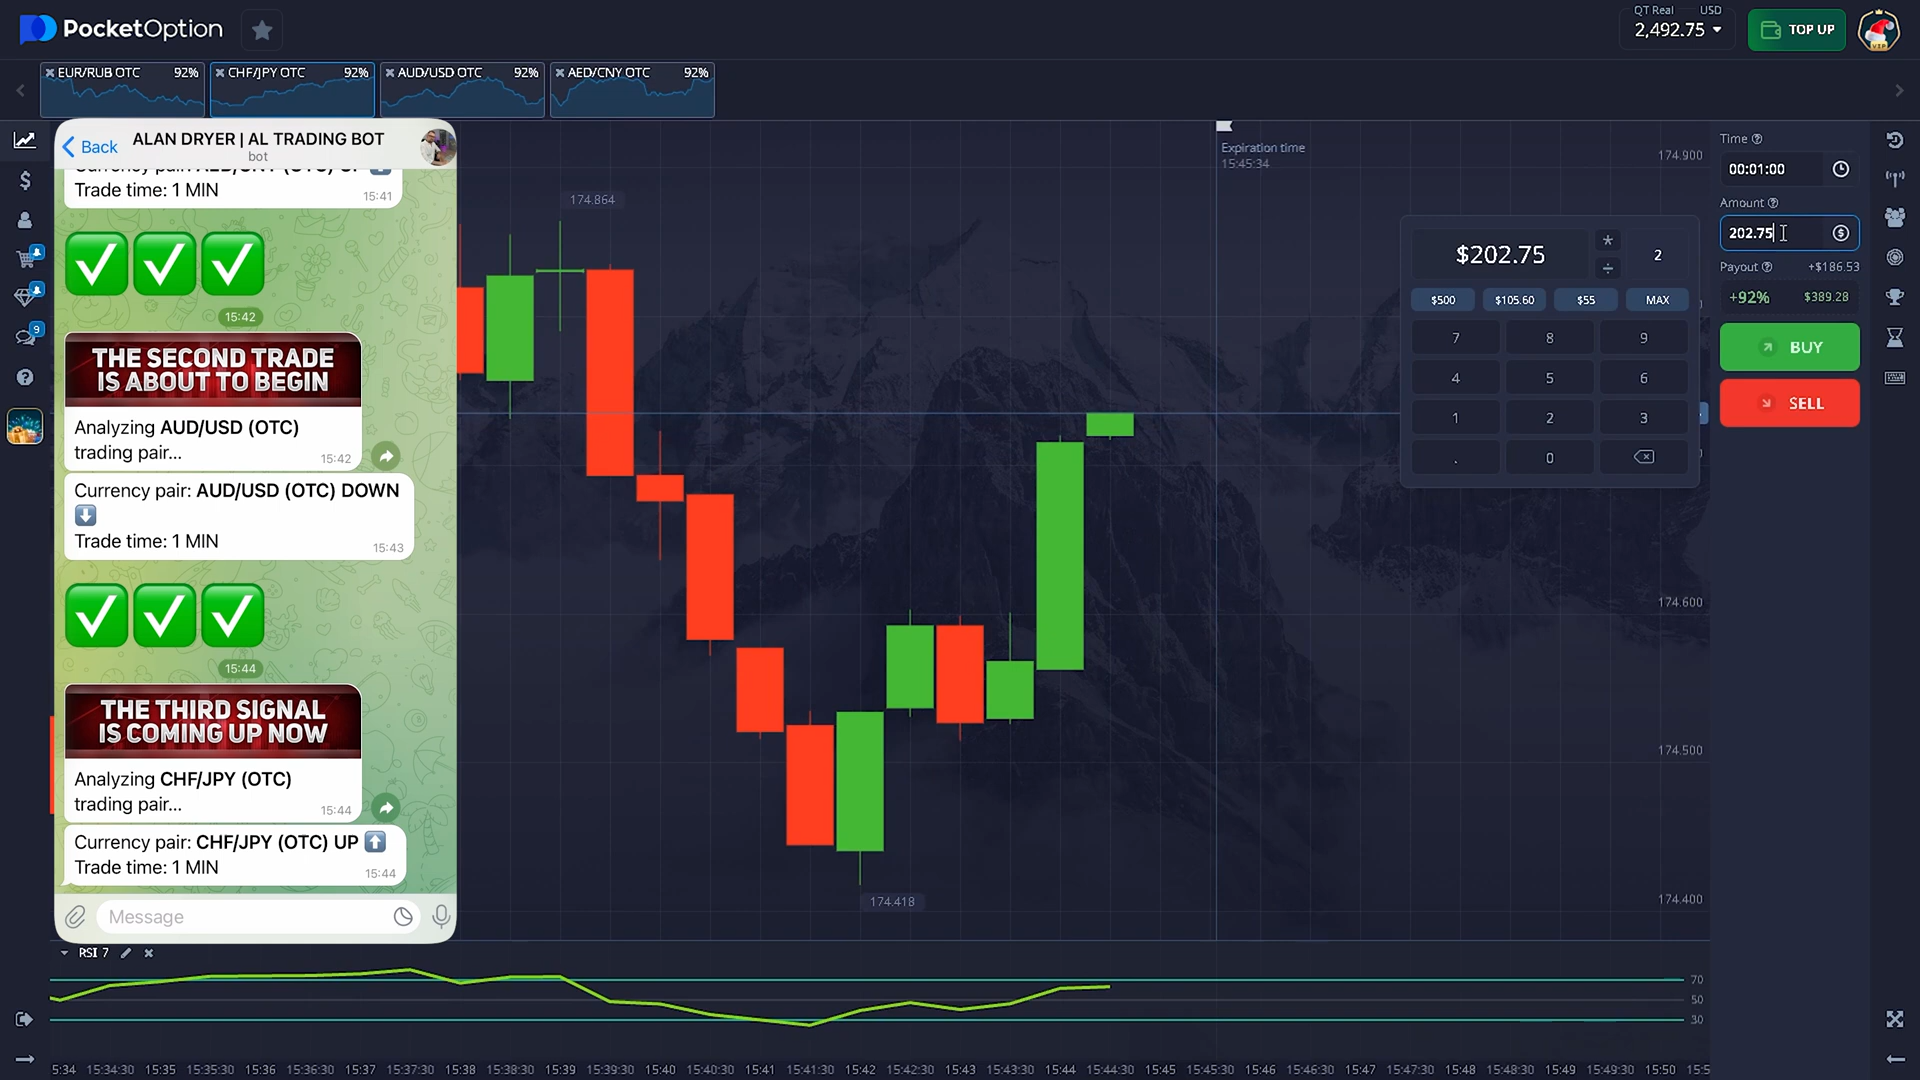 PocketOption
QT Real USD
2,492.75
TOP UP
VIP
EUR/RUB OTC 92%
CHF/JPY OTC 92%
AUD/USD OTC 92%
AED/CNY OTC 92%
Back
ALAN DRYER | AL TRADING BOT
bot
Trade time: 1 MIN
15:41
15:42
THE SECOND TRADE
IS ABOUT TO BEGIN
Analyzing AUD/USD (OTC)
trading pair...
15:42
Currency pair: AUD/USD (OTC) DOWN
Trade time: 1 MIN
15:43
15:44
THE THIRD SIGNAL
IS COMING UP NOW
Analyzing CHF/JPY (OTC)
trading pair...
15:44
Currency pair: CHF/JPY (OTC) UP
Trade time: 1 MIN
15:44
Message
9
174.864
174.418
Expiration time
15:45:34
174.900
174.600
174.500
174.400
$202.75
*
÷
2
$500
$105.60
$55
MAX
7 8 9
4 5 6
1 2 3
. 0
Time
00:01:00
Amount
202.75
Payout +$186.53
+92% $389.28
BUY
SELL
RSI 7
70
50
30
5:34 15:34:30 15:35 15:35:30 15:36 15:36:30 15:37 15:37:30 15:38 15:38:30 15:39 15:39:30 15:40 15:40:30 15:41 15:41:30 15:42 15:42:30 15:43 15:43:30 15:44 15:44:30 15:45 15:45:30 15:46 15:46:30 15:47 15:47:30 15:48 15:48:30 15:49 15:49:30 15:50 15:5